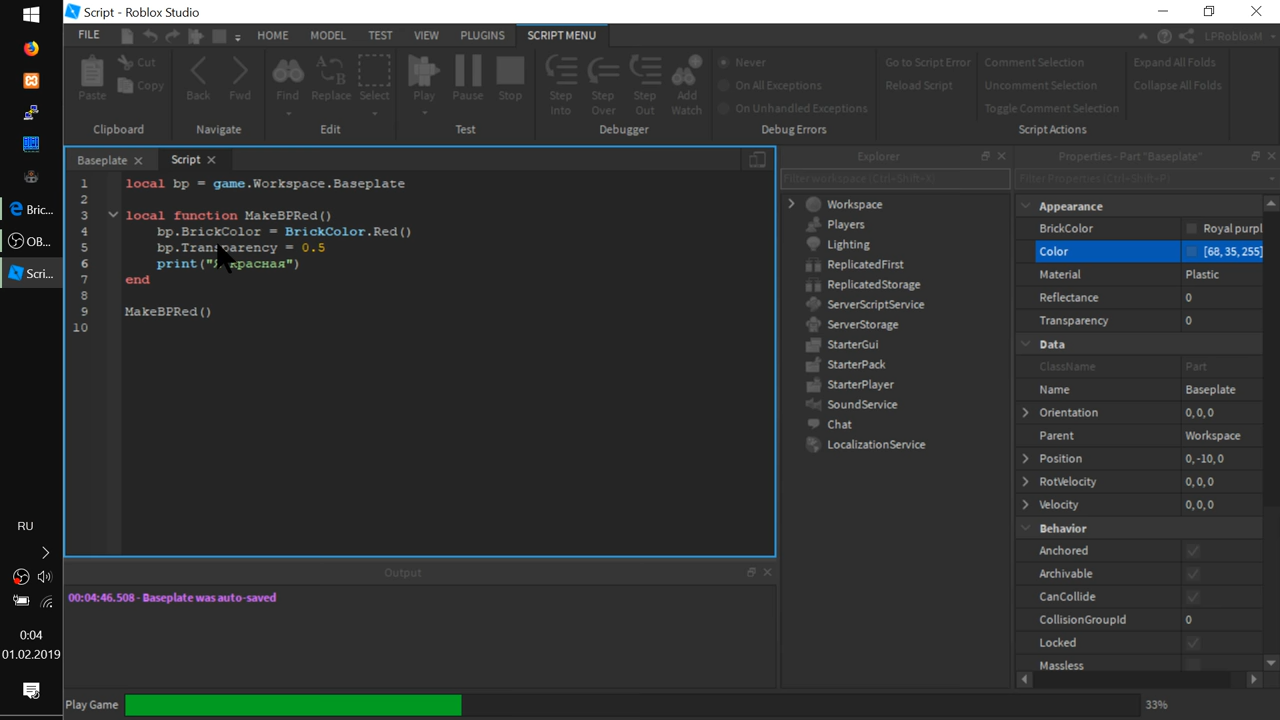 Script - Roblox Studio
FILE
HOME
MODEL
TEST
VIEW
PLUGINS
SCRIPT MENU
LPRobloxM
Paste
Cut
Copy
Clipboard
Back
Fwd
Navigate
Find
Replace
Select
Edit
Play
Pause
Stop
Test
Step Into
Step Over
Step Out
Add Watch
Debugger
Never
On All Exceptions
On Unhandled Exceptions
Debug Errors
Go to Script Error
Reload Script
Comment Selection
Uncomment Selection
Toggle Comment Selection
Expand All Folds
Collapse All Folds
Script Actions
Baseplate
Script
1 local bp = game.Workspace.Baseplate
2
3 local function MakeBPRed()
4 bp.BrickColor = BrickColor.Red()
5 bp.Transparency = 0.5
6 print("Я красная")
7 end
8
9 MakeBPRed()
10
Output
00:04:46.508 - Baseplate was auto-saved
Explorer
Filter workspace (Ctrl+Shift+X)
Workspace
Players
Lighting
ReplicatedFirst
ReplicatedStorage
ServerScriptService
ServerStorage
StarterGui
StarterPack
StarterPlayer
SoundService
Chat
LocalizationService
Properties - Part "Baseplate"
Filter Properties (Ctrl+Shift+P)
Appearance
BrickColor Royal purpl
Color [68, 35, 255]
Material Plastic
Reflectance 0
Transparency 0
Data
ClassName Part
Name Baseplate
Orientation 0, 0, 0
Parent Workspace
Position 0, -10, 0
RotVelocity 0, 0, 0
Velocity 0, 0, 0
Behavior
Anchored
Archivable
CanCollide
CollisionGroupId 0
Locked
Massless
Bric...
OB...
Scri...
RU
0:04
01.02.2019
Play Game
33%